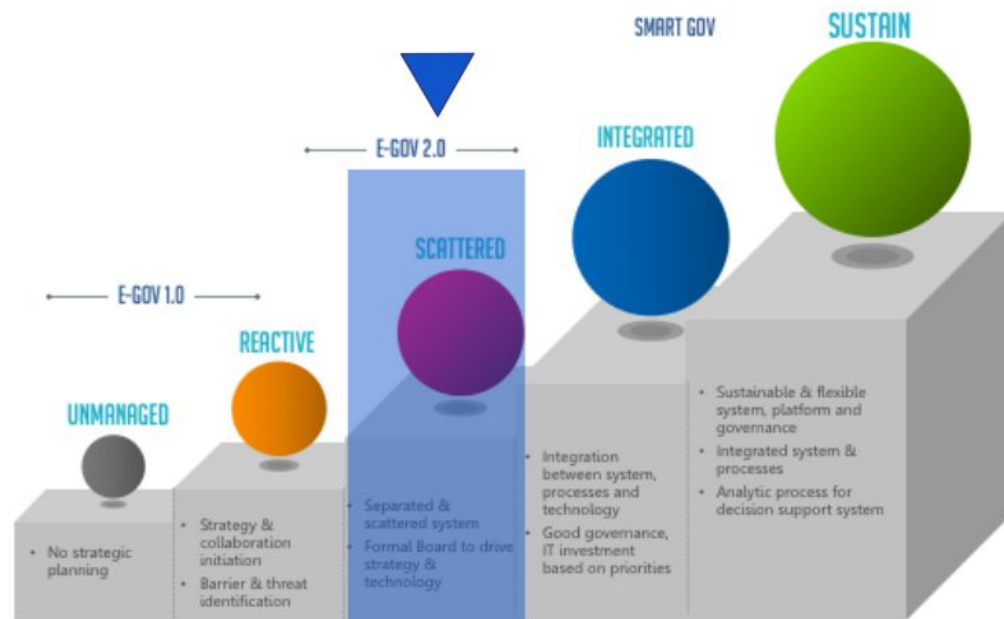 SMART GOV
SUSTAIN
E-GOV 2.0
INTEGRATED
SCATTERED
E-GOV 1.0
REACTIVE
UNMANAGED
• No strategic
planning
• Strategy &
collaboration
initiation
• Barrier & threat
identification
• Separated &
scattered system
• Formal Board to drive
strategy &
technology
• Integration
between system,
processes and
technology
• Good governance,
IT investment
based on priorities
• Sustainable & flexible
system, platform and
governance
• Integrated system &
processes
• Analytic process for
decision support system